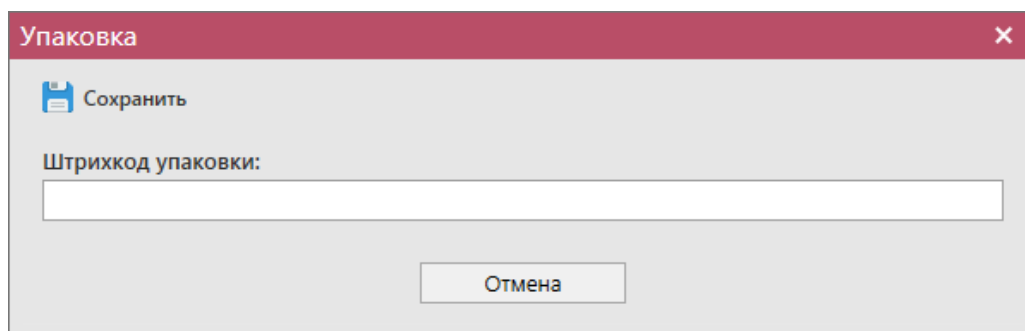 Упаковка
Сохранить
Штрихкод упаковки:
Отмена